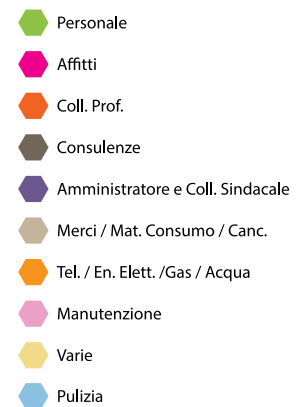 Personale
Affitti
Coll. Prof.
Consulenze
Amministratore e Coll. Sindacale
Merci / Mat. Consumo / Canc.
Tel. / En. Elett. /Gas / Acqua
Manutenzione
Varie
Pulizia